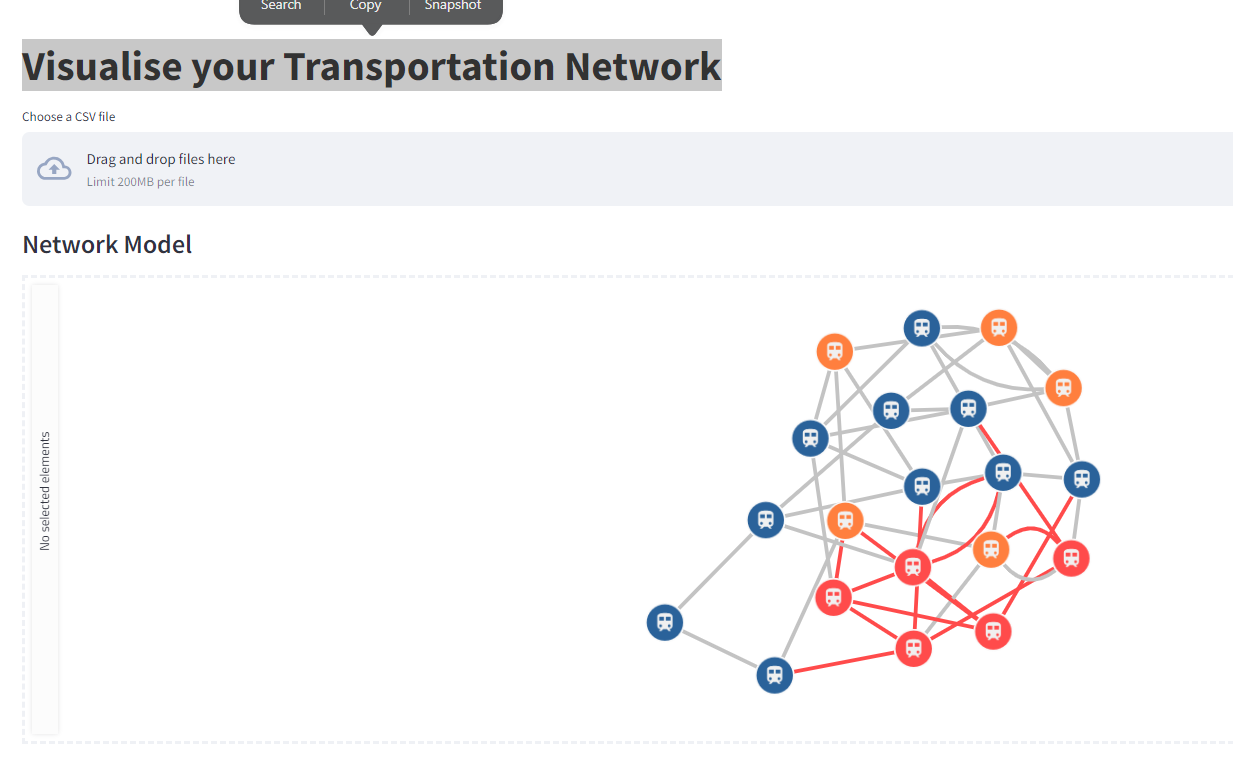 Search Copy Snapshot
Visualise your Transportation Network
Choose a CSV file
Drag and drop files here
Limit 200MB per file
Network Model
No selected elements